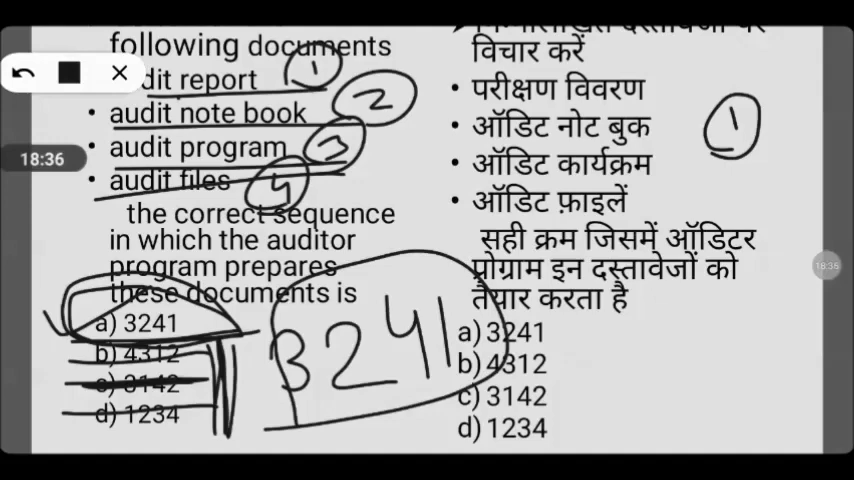 following documents
dit report ①
• audit note book ②
• audit program ③
• audit files ④
the correct sequence
in which the auditor
program prepares
these documents is
a) 3241
b) 4312
c) 3142
d) 1234
3241
18:36
विचार करें
• परीक्षण विवरण
• ऑडिट नोट बुक
• ऑडिट कार्यक्रम
• ऑडिट फ़ाइलें
सही क्रम जिसमें ऑडिटर
प्रोग्राम इन दस्तावेजों को
तैयार करता है
a) 3241
b) 4312
c) 3142
d) 1234
①
18:35